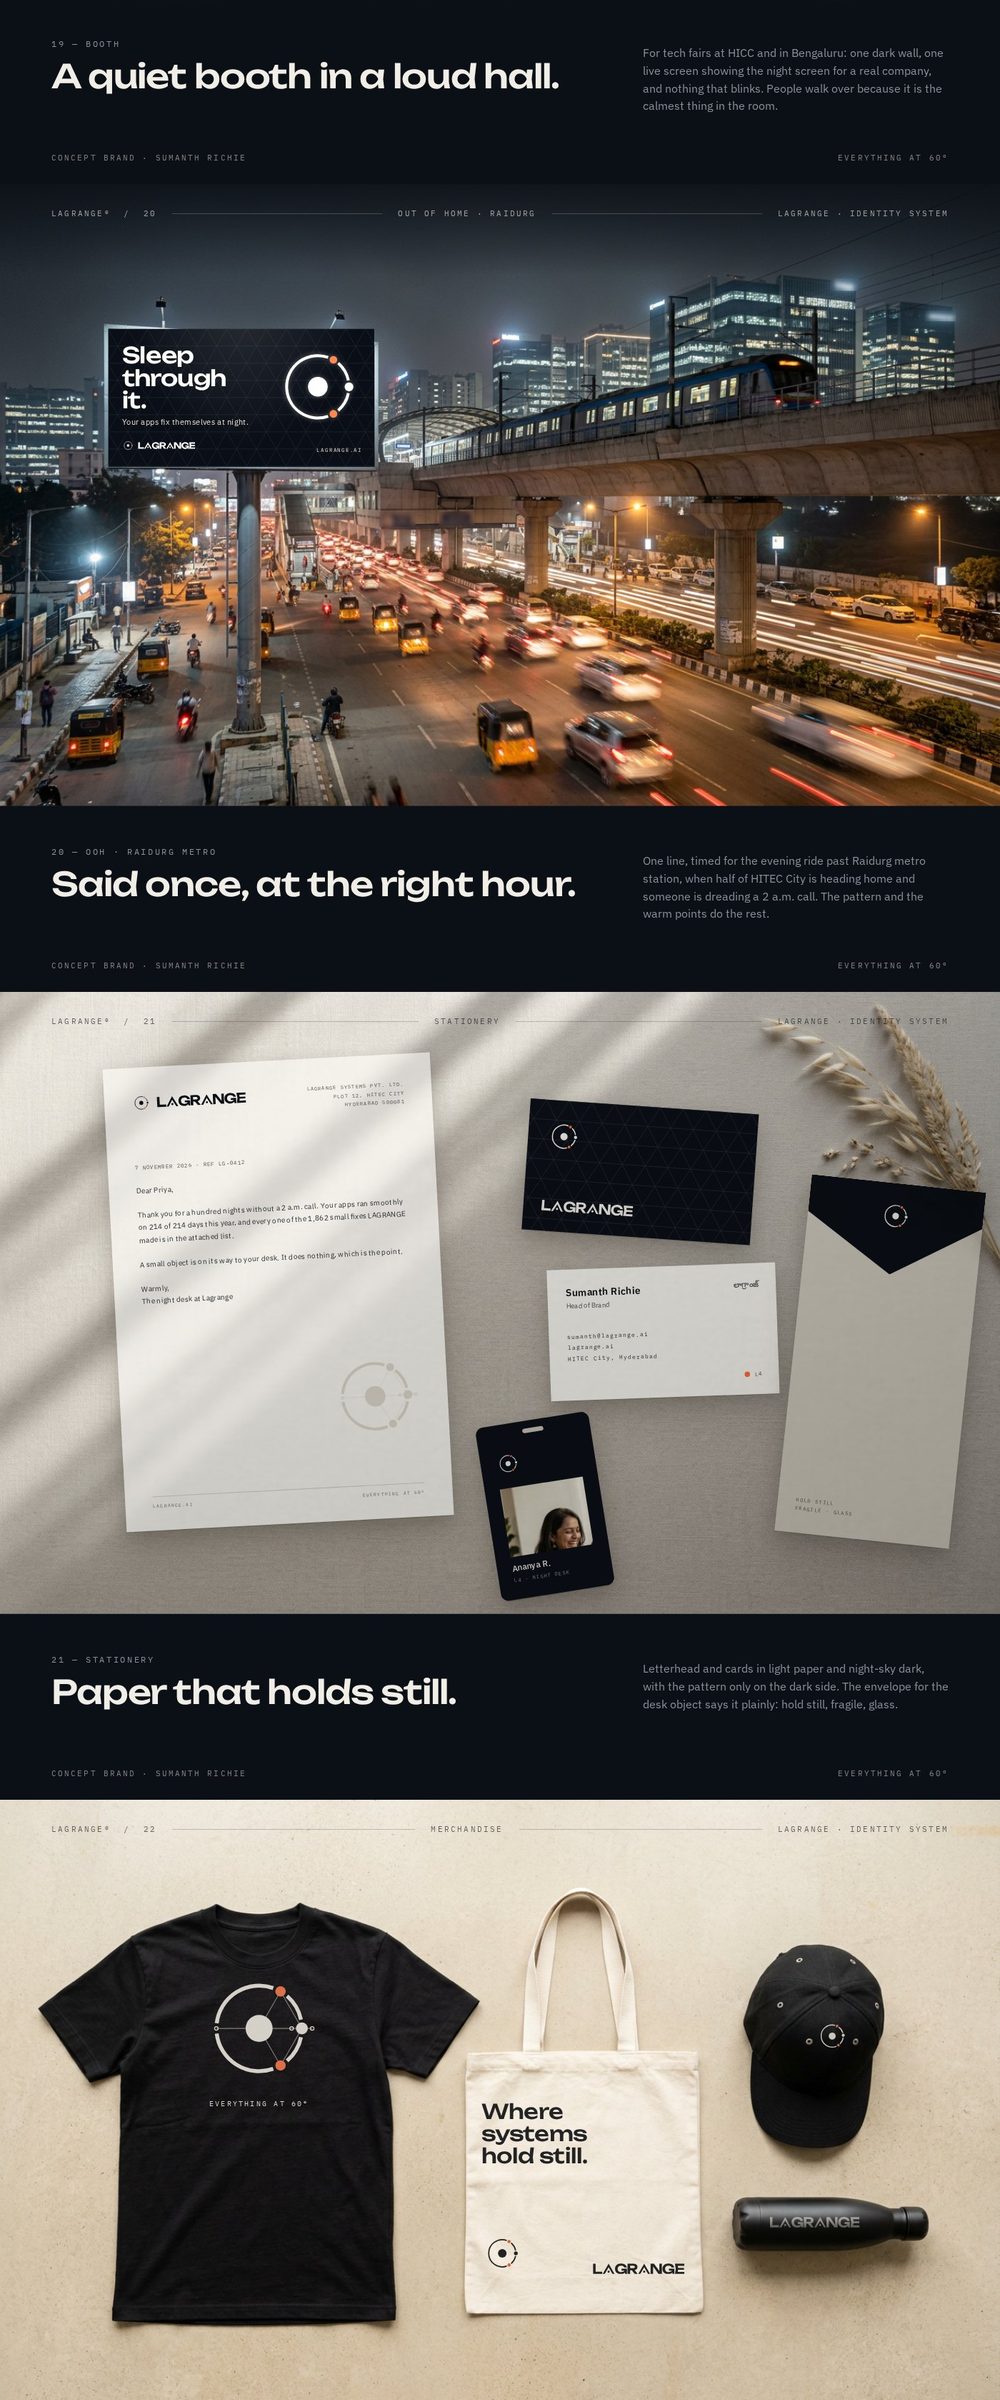 19 — BOOTH
A quiet booth in a loud hall.
For tech fairs at HICC and in Bengaluru: one dark wall, one
live screen showing the night screen for a real company,
and nothing that blinks. People walk over because it is the
calmest thing in the room.
CONCEPT BRAND · SUMANTH RICHIE
EVERYTHING AT 60°
LAGRANGE° / 20
OUT OF HOME · RAIDURG
LAGRANGE · IDENTITY SYSTEM
Sleep
through
it.
Your apps fix themselves at night.
LAGRANGE
LAGRANGE.AI
20 — OOH · RAIDURG METRO
Said once, at the right hour.
One line, timed for the evening ride past Raidurg metro
station, when half of HITEC City is heading home and
someone is dreading a 2 a.m. call. The pattern and the
warm points do the rest.
CONCEPT BRAND · SUMANTH RICHIE
EVERYTHING AT 60°
LAGRANGE° / 21
STATIONERY
LAGRANGE · IDENTITY SYSTEM
LAGRANGE
LAGRANGE SYSTEMS PVT. LTD.
PLOT 12, HITEC CITY
HYDERABAD 500081
7 NOVEMBER 2026 · REF LG-0412
Dear Priya,
Thank you for a hundred nights without a 2 a.m. call. Your apps ran smoothly
on 214 of 214 days this year, and every one of the 1,862 small fixes LAGRANGE
made is in the attached list.
A small object is on its way to your desk. It does nothing, which is the point.
Warmly,
The night desk at Lagrange
LAGRANGE.AI
EVERYTHING AT 60°
LAGRANGE
Sumanth Richie
Head of Brand
sumanth@lagrange.ai
lagrange.ai
HITEC City, Hyderabad
L4
Ananya R.
L4 · NIGHT DESK
HOLD STILL
FRAGILE · GLASS
21 — STATIONERY
Paper that holds still.
Letterhead and cards in light paper and night-sky dark,
with the pattern only on the dark side. The envelope for the
desk object says it plainly: hold still, fragile, glass.
CONCEPT BRAND · SUMANTH RICHIE
EVERYTHING AT 60°
LAGRANGE° / 22
MERCHANDISE
LAGRANGE · IDENTITY SYSTEM
EVERYTHING AT 60°
Where
systems
hold still.
LAGRANGE
LAGRANGE